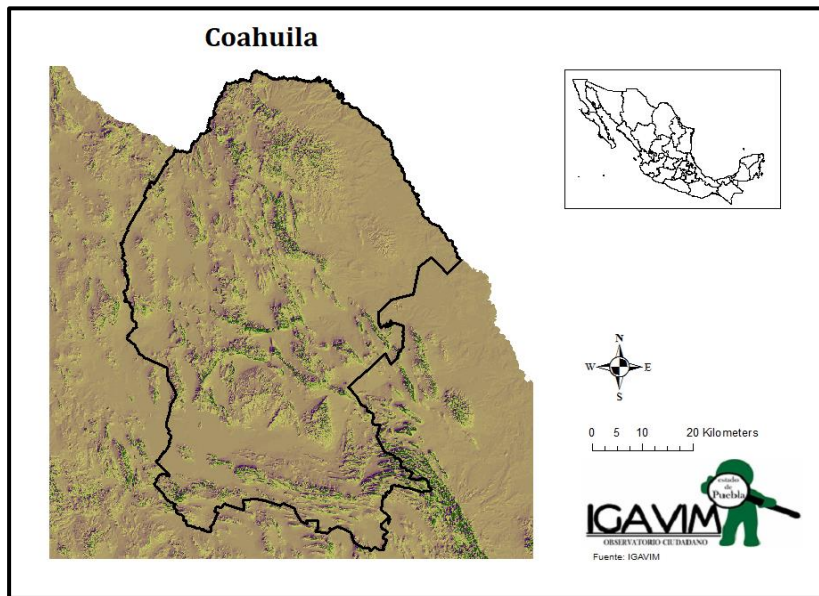 Coahuila
N
W E
S
0 5 10 20 Kilometers
estado
de
Puebla
IGAVIM
OBSERVATORIO CIUDADANO
Fuente: IGAVIM